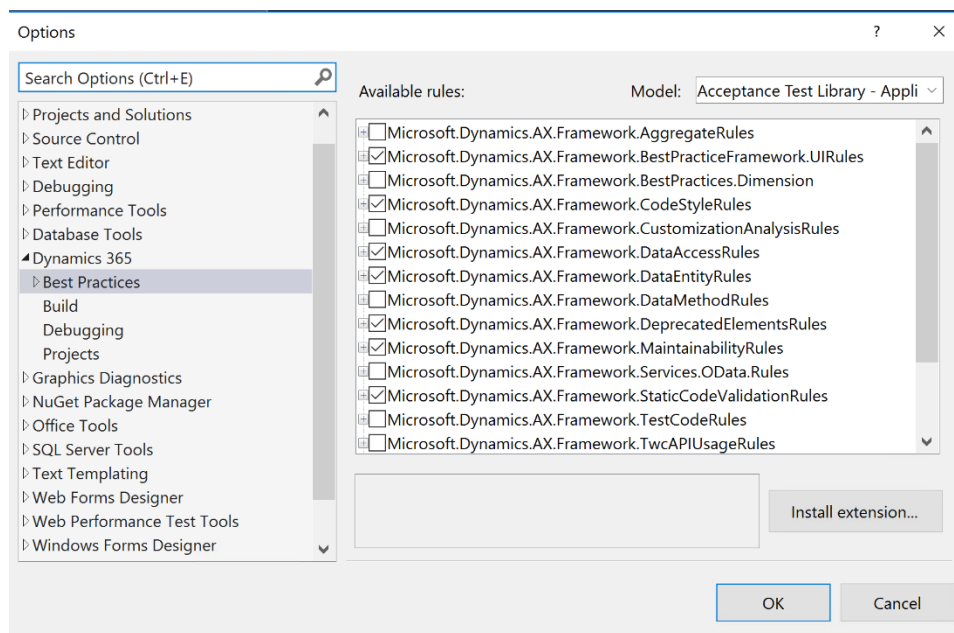 Options
?
Search Options (Ctrl+E)
Projects and Solutions
Source Control
Text Editor
Debugging
Performance Tools
Database Tools
Dynamics 365
Best Practices
Build
Debugging
Projects
Graphics Diagnostics
NuGet Package Manager
Office Tools
SQL Server Tools
Text Templating
Web Forms Designer
Web Performance Test Tools
Windows Forms Designer
Available rules:
Model: Acceptance Test Library - Appli
Microsoft.Dynamics.AX.Framework.AggregateRules
Microsoft.Dynamics.AX.Framework.BestPracticeFramework.UIRules
Microsoft.Dynamics.AX.Framework.BestPractices.Dimension
Microsoft.Dynamics.AX.Framework.CodeStyleRules
Microsoft.Dynamics.AX.Framework.CustomizationAnalysisRules
Microsoft.Dynamics.AX.Framework.DataAccessRules
Microsoft.Dynamics.AX.Framework.DataEntityRules
Microsoft.Dynamics.AX.Framework.DataMethodRules
Microsoft.Dynamics.AX.Framework.DeprecatedElementsRules
Microsoft.Dynamics.AX.Framework.MaintainabilityRules
Microsoft.Dynamics.AX.Framework.Services.OData.Rules
Microsoft.Dynamics.AX.Framework.StaticCodeValidationRules
Microsoft.Dynamics.AX.Framework.TestCodeRules
Microsoft.Dynamics.AX.Framework.TwcAPIUsageRules
Install extension...
OK
Cancel